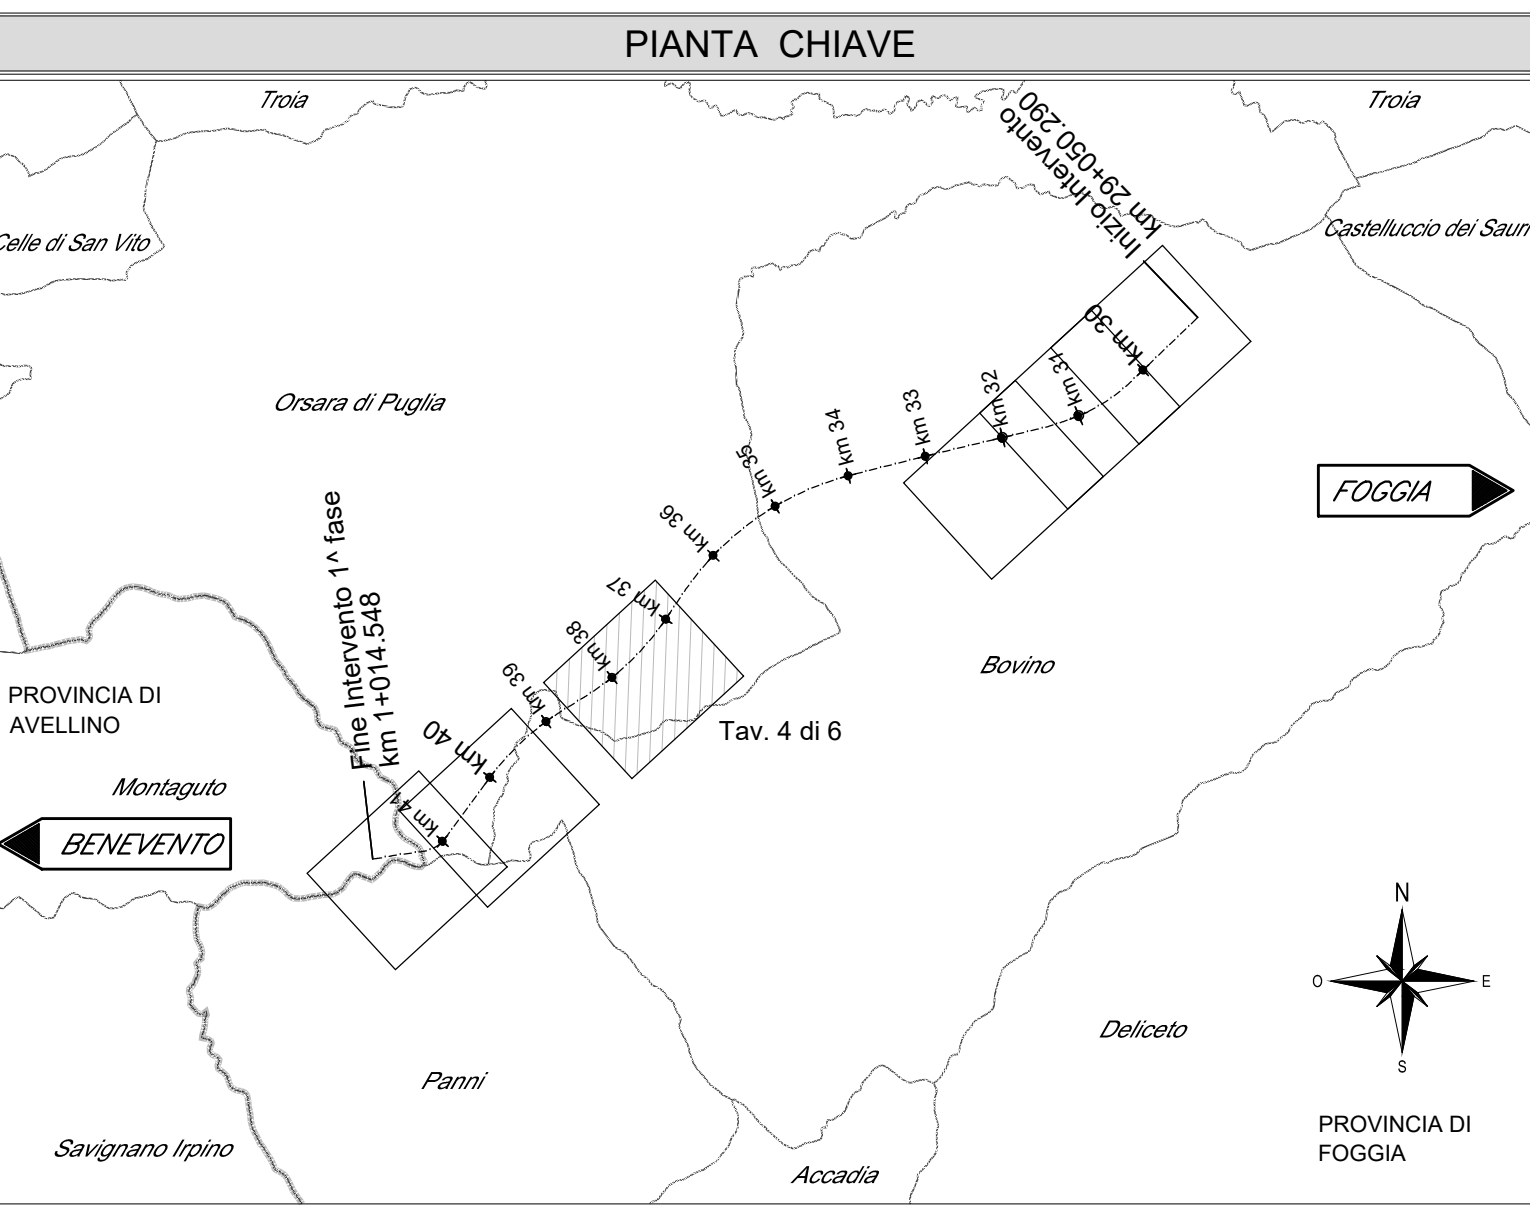 PIANTA CHIAVE
Troia
Troia
Inizio Intervento
km 29+050.290
Celle di San Vito
Castelluccio dei Sauri
km 30
km 31
km 32
km 33
km 34
km 35
km 36
km 37
km 38
km 39
km 40
km 41
Orsara di Puglia
FOGGIA
Fine Intervento 1^ fase
km 1+014.548
Bovino
PROVINCIA DI
AVELLINO
Tav. 4 di 6
Montaguto
BENEVENTO
N
O
E
S
Deliceto
Panni
PROVINCIA DI
FOGGIA
Savignano Irpino
Accadia